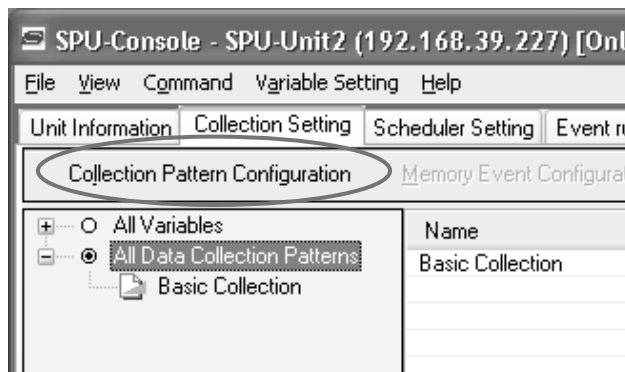 SPU-Console - SPU-Unit2 (192.168.39.227) [Onl
File View Command Variable Setting Help
Unit Information Collection Setting Scheduler Setting Event ru
Collection Pattern Configuration Memory Event Configurat
All Variables
All Data Collection Patterns
Basic Collection
Name
Basic Collection